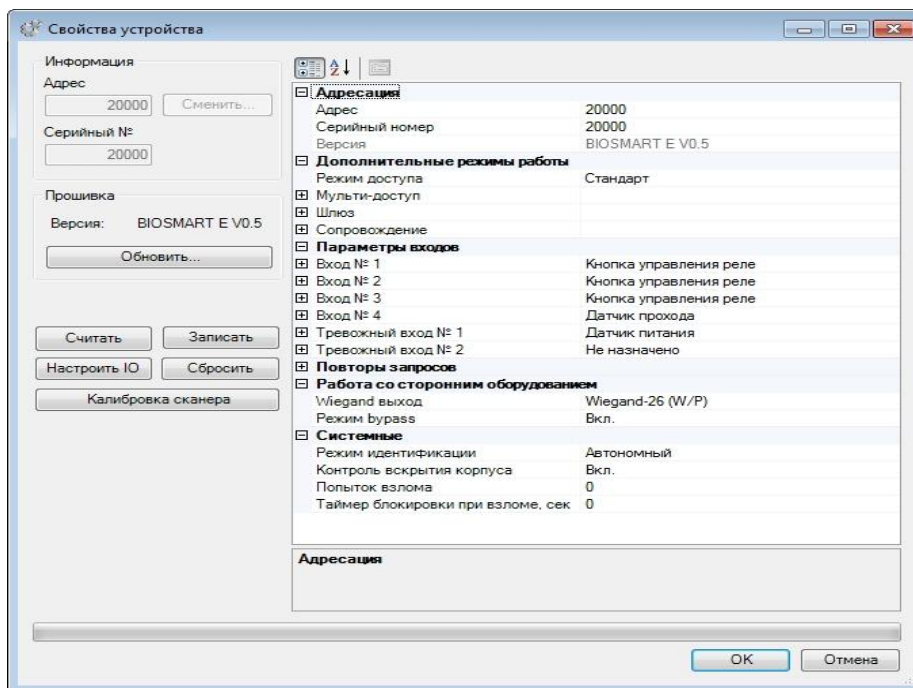 Свойства устройства
Информация
Адрес
20000 Сменить...
Серийный №
20000
Прошивка
Версия: BIOSMART E V0.5
Обновить...
Считать Записать
Настроить IO Сбросить
Калибровка сканера
Адресация
Адрес 20000
Серийный номер 20000
Версия BIOSMART E V0.5
Дополнительные режимы работы
Режим доступа Стандарт
Мульти-доступ
Шлюз
Сопровождение
Параметры входов
Вход № 1 Кнопка управления реле
Вход № 2 Кнопка управления реле
Вход № 3 Кнопка управления реле
Вход № 4 Датчик прохода
Тревожный вход № 1 Датчик питания
Тревожный вход № 2 Не назначено
Повторы запросов
Работа со сторонним оборудованием
Wiegand выход Wiegand-26 (W/P)
Режим bypass Вкл.
Системные
Режим идентификации Автономный
Контроль вскрытия корпуса Вкл.
Попыток взлома 0
Таймер блокировки при взломе, сек 0
Адресация
OK Отмена